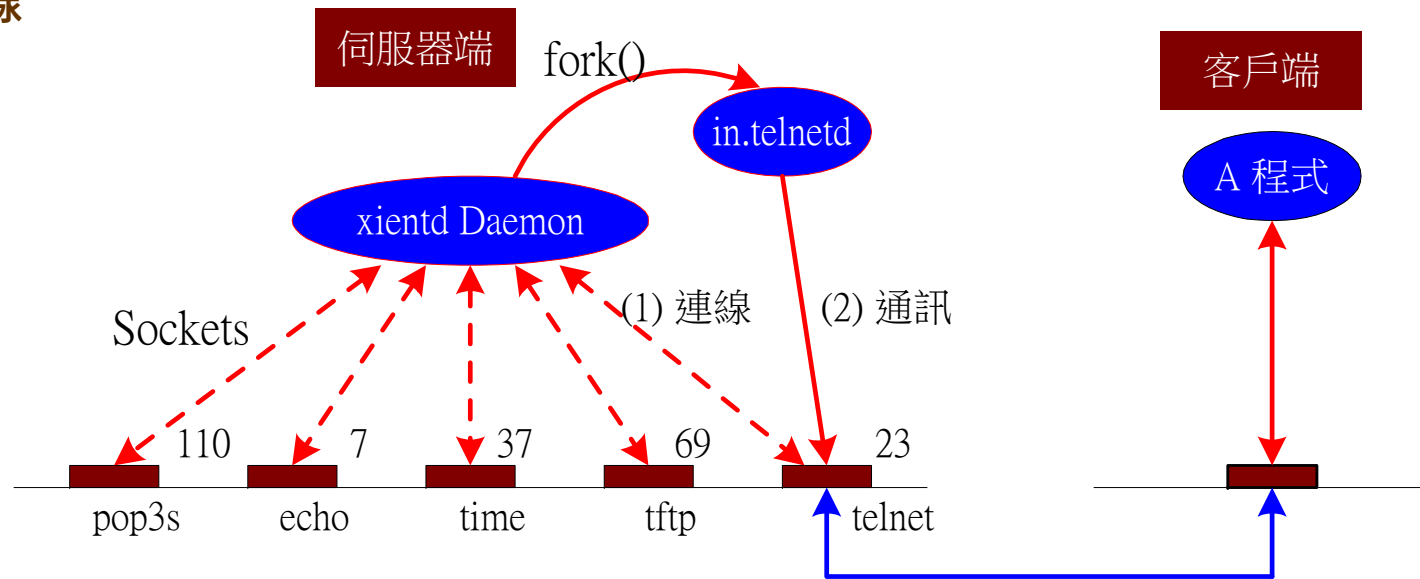 伺服器端
fork()
客戶端
in.telnetd
A 程式
xientd Daemon
Sockets
(1) 連線
(2) 通訊
110
7
37
69
23
pop3s
echo
time
tftp
telnet